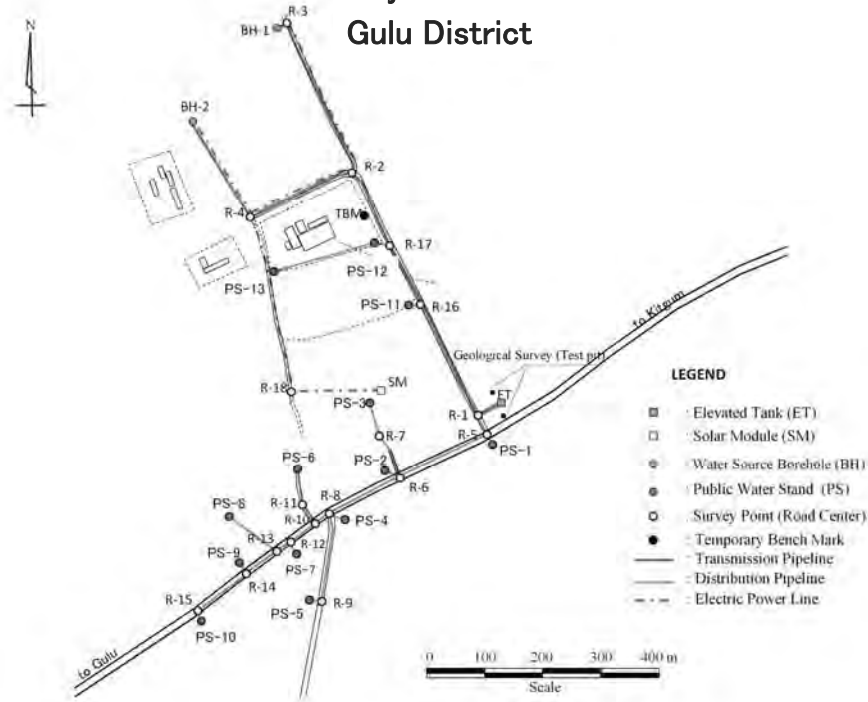 Gulu District
N
R-3
BH-1
BH-2
R-2
R-4
TBM
R-17
PS-12
PS-13
PS-11
R-16
to Kitgum
Geological Survey (Test pit)
R-18
SM
ET
PS-3
R-1
R-7
R-5
PS-1
PS-6
PS-2
R-6
R-11
R-8
PS-8
R-10
PS-4
R-13
R-12
PS-9
PS-7
R-14
R-15
PS-5
R-9
PS-10
to Gulu
LEGEND
: Elevated Tank (ET)
: Solar Module (SM)
: Water Source Borehole (BH)
: Public Water Stand (PS)
: Survey Point (Road Center)
: Temporary Bench Mark
: Transmission Pipeline
: Distribution Pipeline
: Electric Power Line
0 100 200 300 400 m
Scale